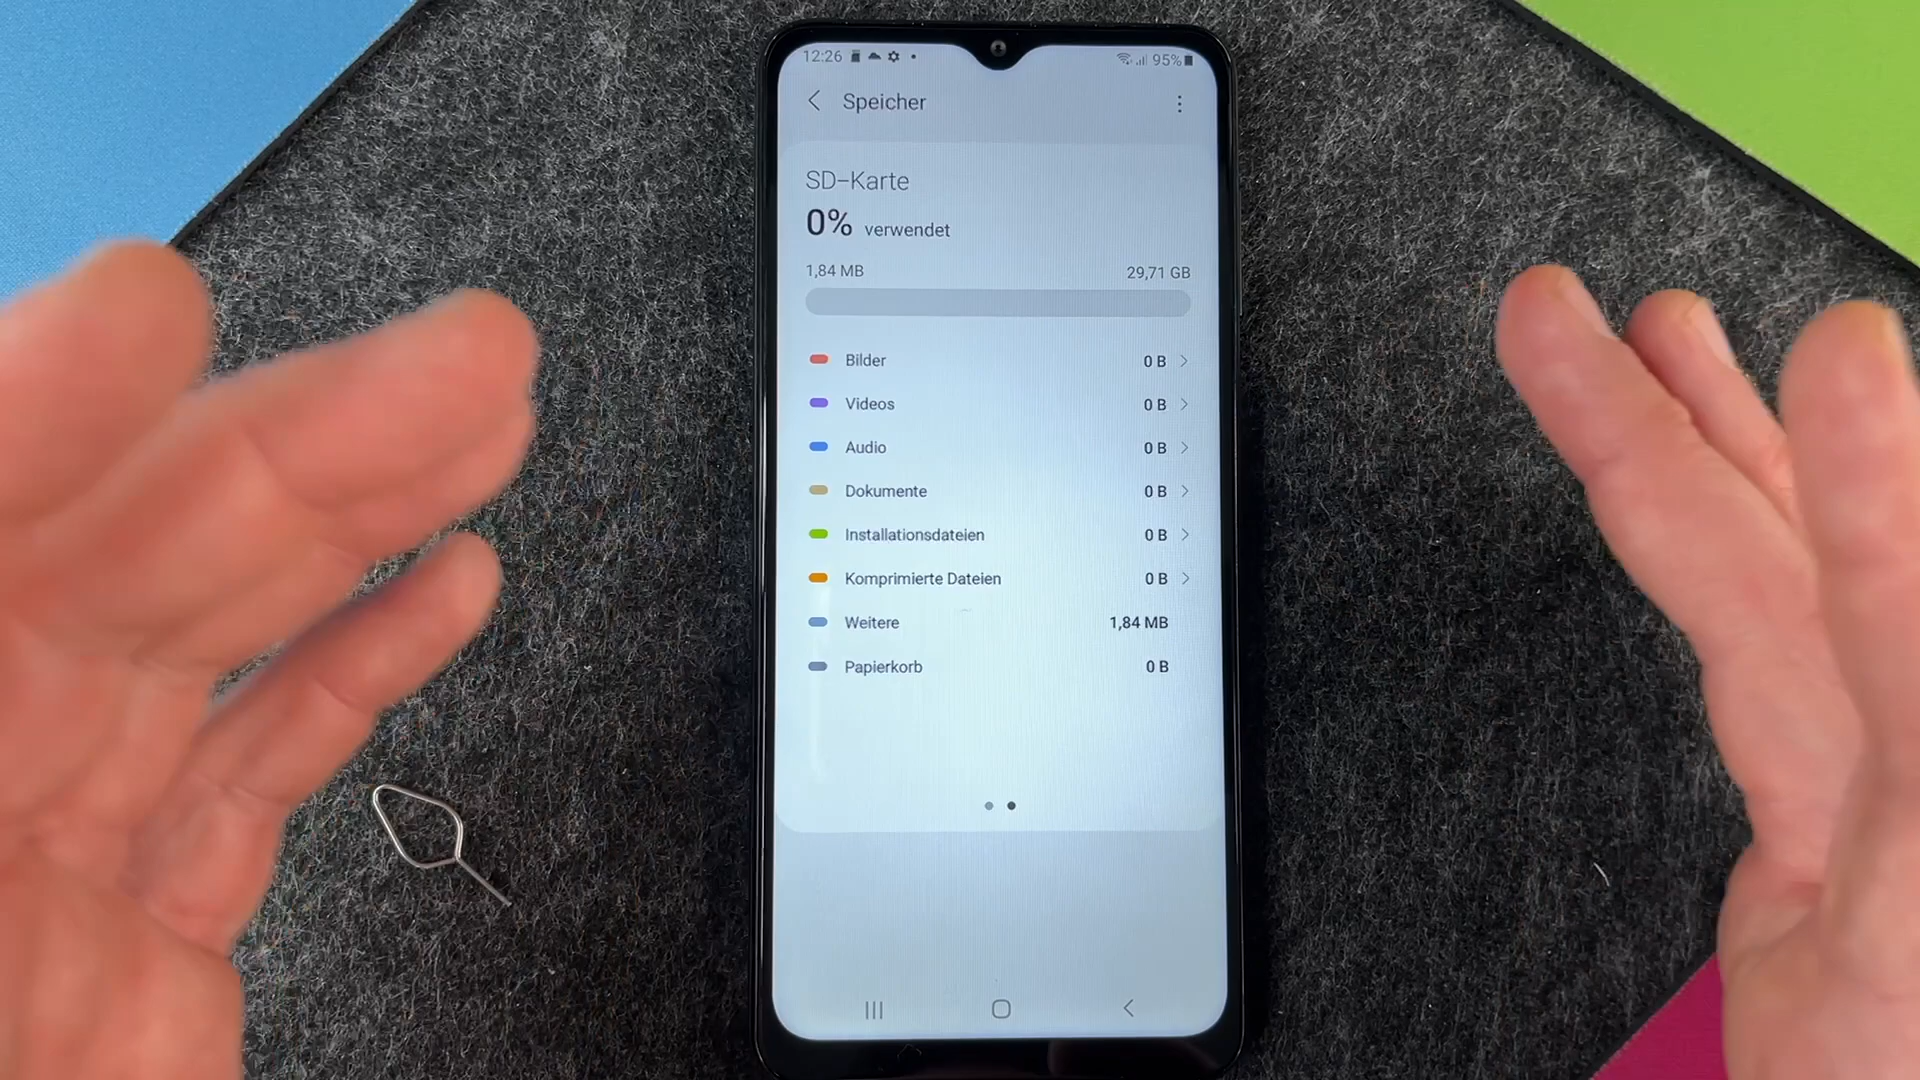 12:26
95%
Speicher
SD-Karte
0% verwendet
1,84 MB 29,71 GB
Bilder 0 B
Videos 0 B
Audio 0 B
Dokumente 0 B
Installationsdateien 0 B
Komprimierte Dateien 0 B
Weitere 1,84 MB
Papierkorb 0 B